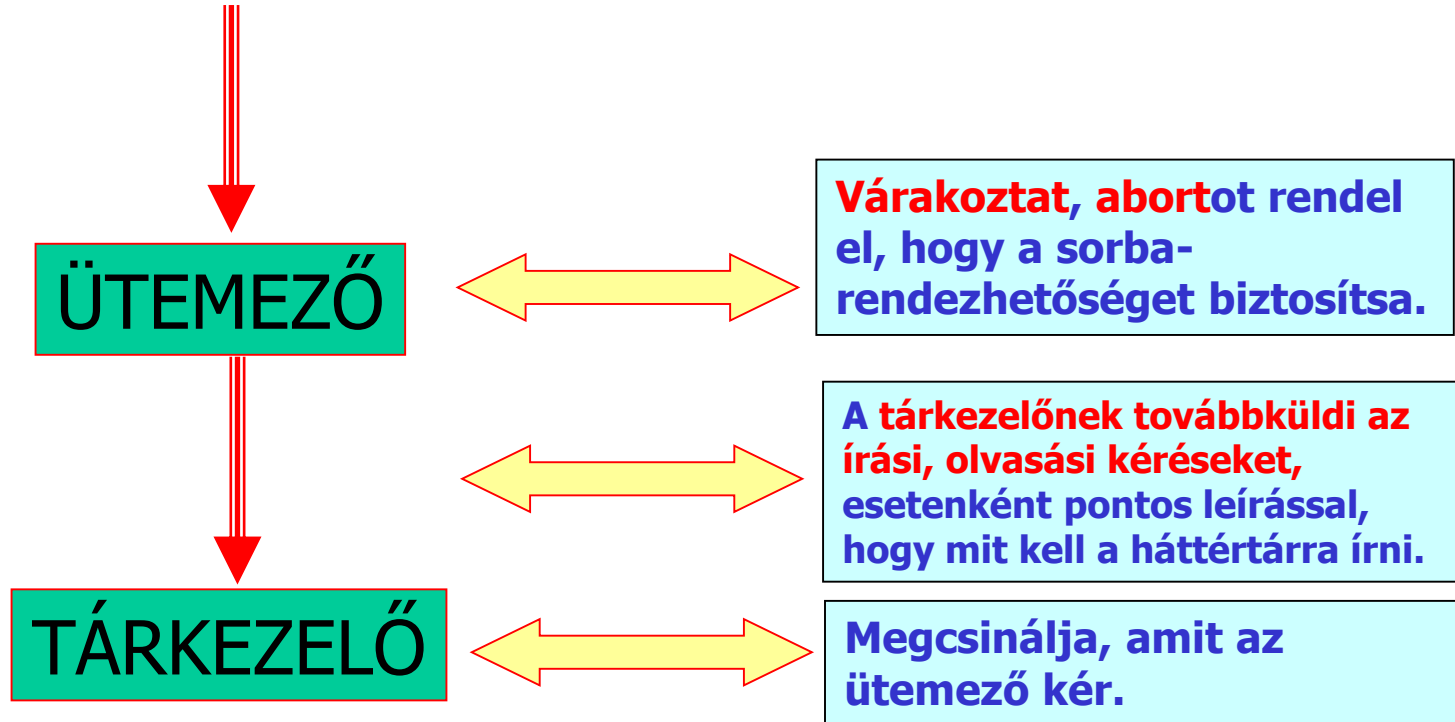 ÜTEMEZŐ
Várakoztat, abortot rendel
el, hogy a sorba-
rendezhetőséget biztosítsa.
A tárkezelőnek továbbküldi az
írási, olvasási kéréseket,
esetenként pontos leírással,
hogy mit kell a háttértárra írni.
TÁRKEZELŐ
Megcsinálja, amit az
ütemező kér.